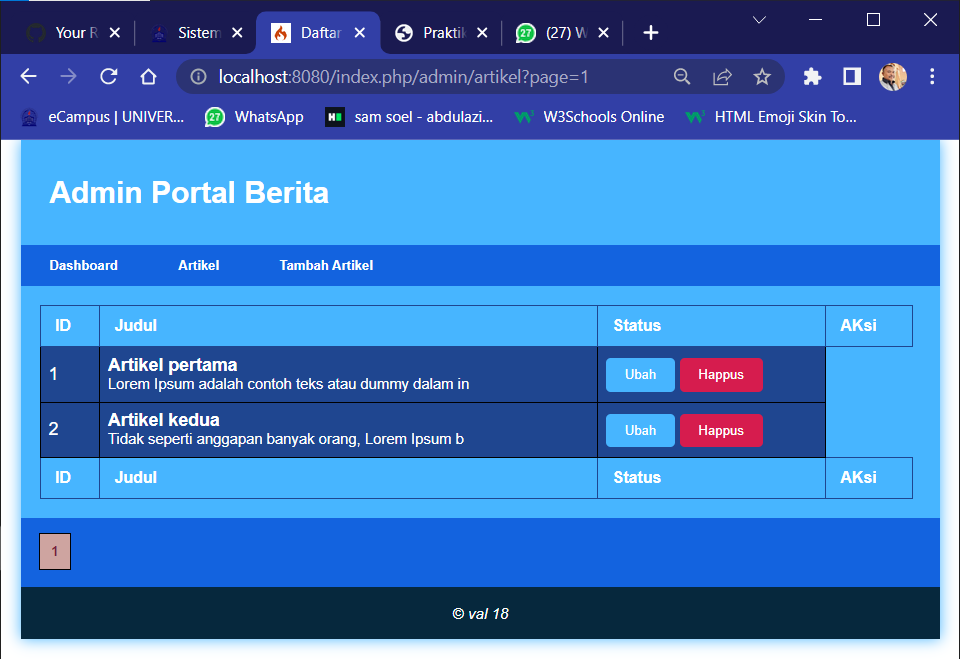 Your R
Sistem
Daftar
Praktik
27
(27) W
localhost:8080/index.php/admin/artikel?page=1
eCampus | UNIVER...
27
WhatsApp
sam soel - abdulazi...
W3Schools Online
HTML Emoji Skin To...
Admin Portal Berita
Dashboard Artikel Tambah Artikel
ID Judul Status AKsi
1 Artikel pertama Ubah Happus
Lorem Ipsum adalah contoh teks atau dummy dalam in
2 Artikel kedua Ubah Happus
Tidak seperti anggapan banyak orang, Lorem Ipsum b
ID Judul Status AKsi
1
© val 18